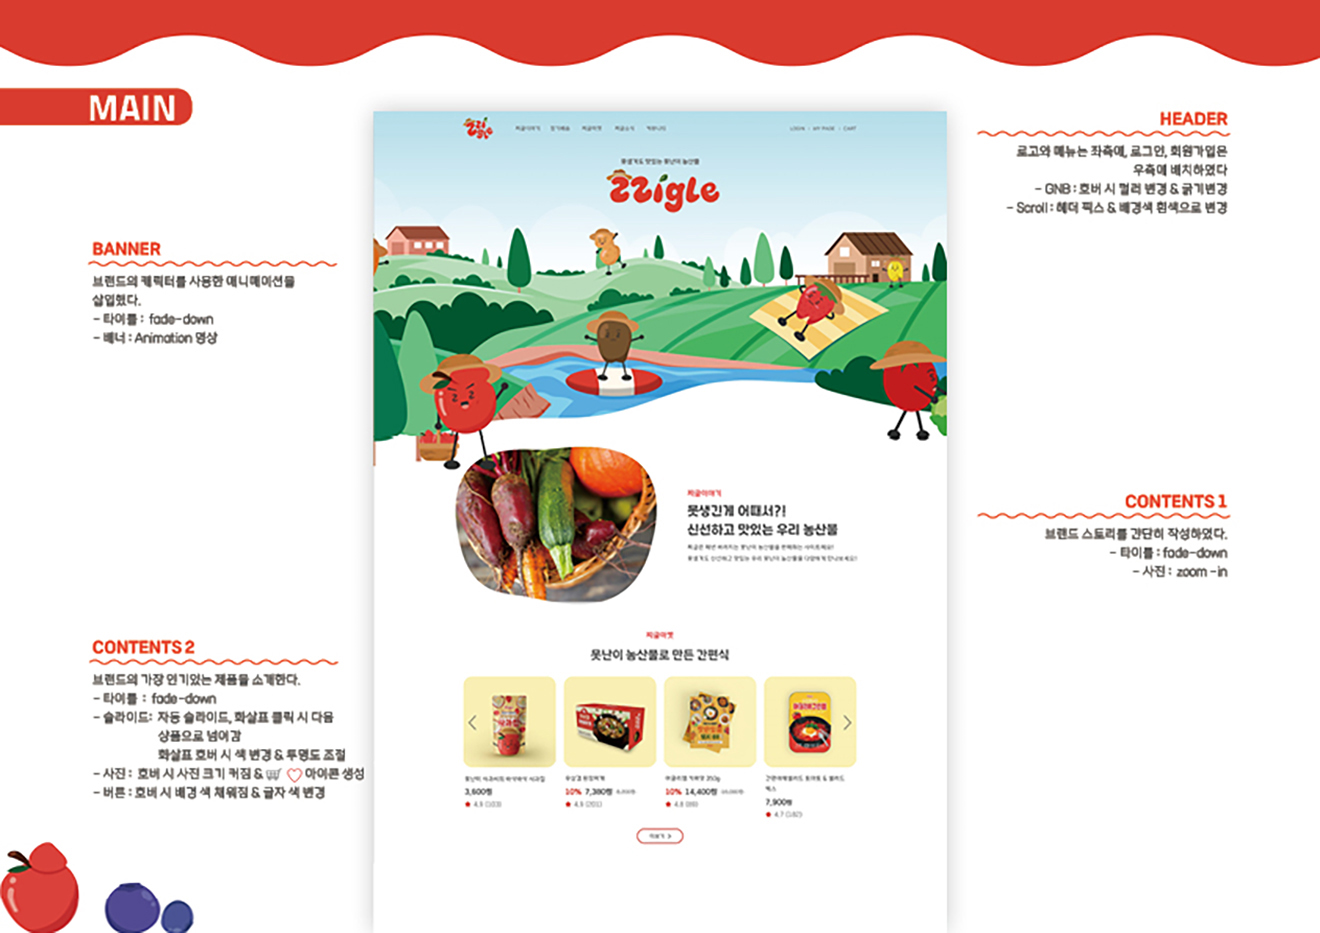 MAIN
HEADER
로고와 메뉴는 좌측에, 로그인, 회원가입은
우측에 배치하였다
- GNB : 호버 시 컬러 변경 & 굵기변경
- Scroll : 헤더 픽스 & 배경색 흰색으로 변경
BANNER
브랜드의 캐릭터를 사용한 애니메이션을
삽입했다.
- 타이틀 : fade-down
- 배너 : Animation 영상
찌글이야기
LOGIN | MY PAGE | CART
못생겨도 맛있는 못난이 농산물
zzigle
CONTENTS 1
브랜드 스토리를 간단히 작성하였다.
- 타이틀 : fade-down
- 사진 : zoom -in
찌글이야기
못생긴게 어때서?!
신선하고 맛있는 우리 농산물
찌글마켓
못난이 농산물로 만든 간편식
CONTENTS 2
브랜드의 가장 인기있는 제품을 소개한다.
- 타이틀 : fade-down
- 슬라이드: 자동 슬라이드, 화살표 클릭 시 다음
상품으로 넘어감
화살표 호버 시 색 변경 & 투명도 조절
- 사진 : 호버 시 사진 크기 커짐 & 아이콘 생성
- 버튼 : 호버 시 배경 색 채워짐 & 글자 색 변경
3,600원
4.9 (103)
10% 7,380원
4.8 (201)
10% 14,400원
4.8 (88)
7,900원
4.7 (182)
더보기 >